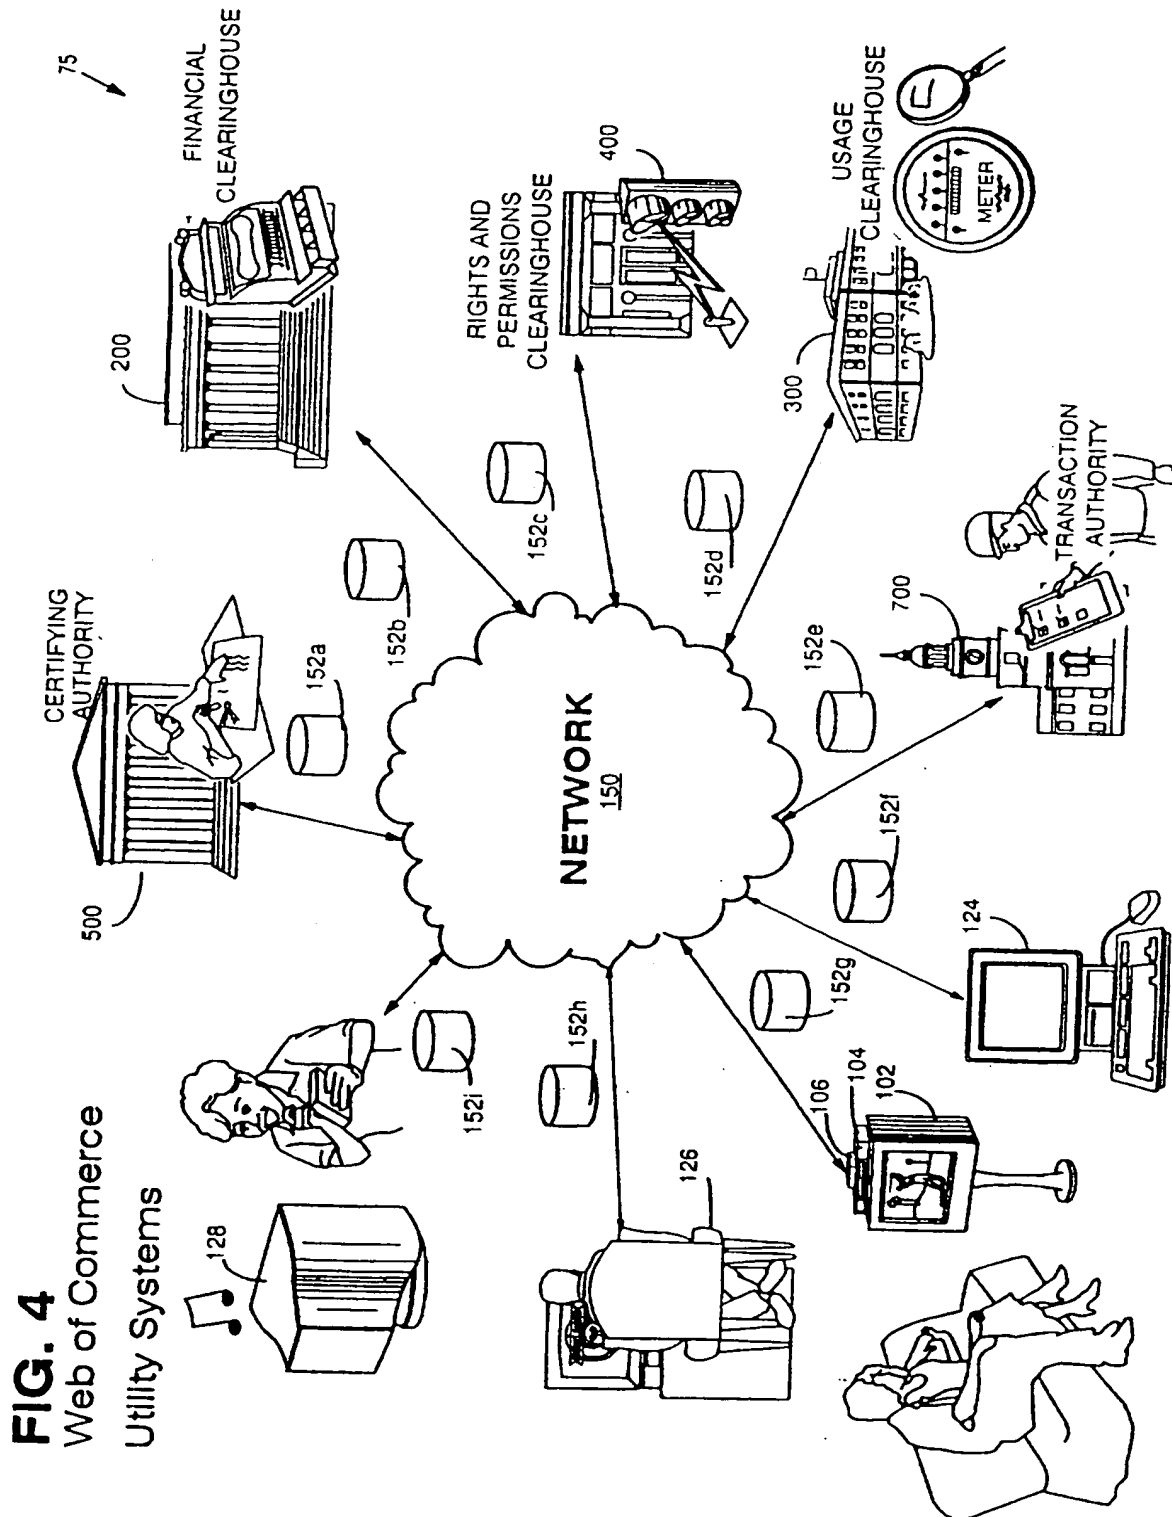 FIG. 4
Web of Commerce
Utility Systems
75
FINANCIAL
CLEARINGHOUSE
200
CERTIFYING
AUTHORITY
500
152a
152b
RIGHTS AND
PERMISSIONS
CLEARINGHOUSE
400
152c
152d
USAGE
CLEARINGHOUSE
METER
300
NETWORK
150
TRANSACTION
AUTHORITY
700
152e
152f
124
152g
106
104
102
152h
126
152i
128